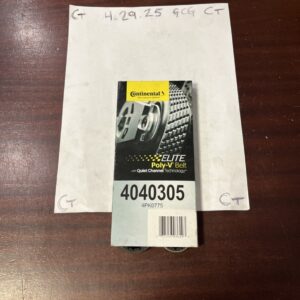 CT 4.29.25 GCG CT
Continental
ELITE
Poly-V Belt
with Quiet Channel Technology
4040305
4PK0775
CT
CT